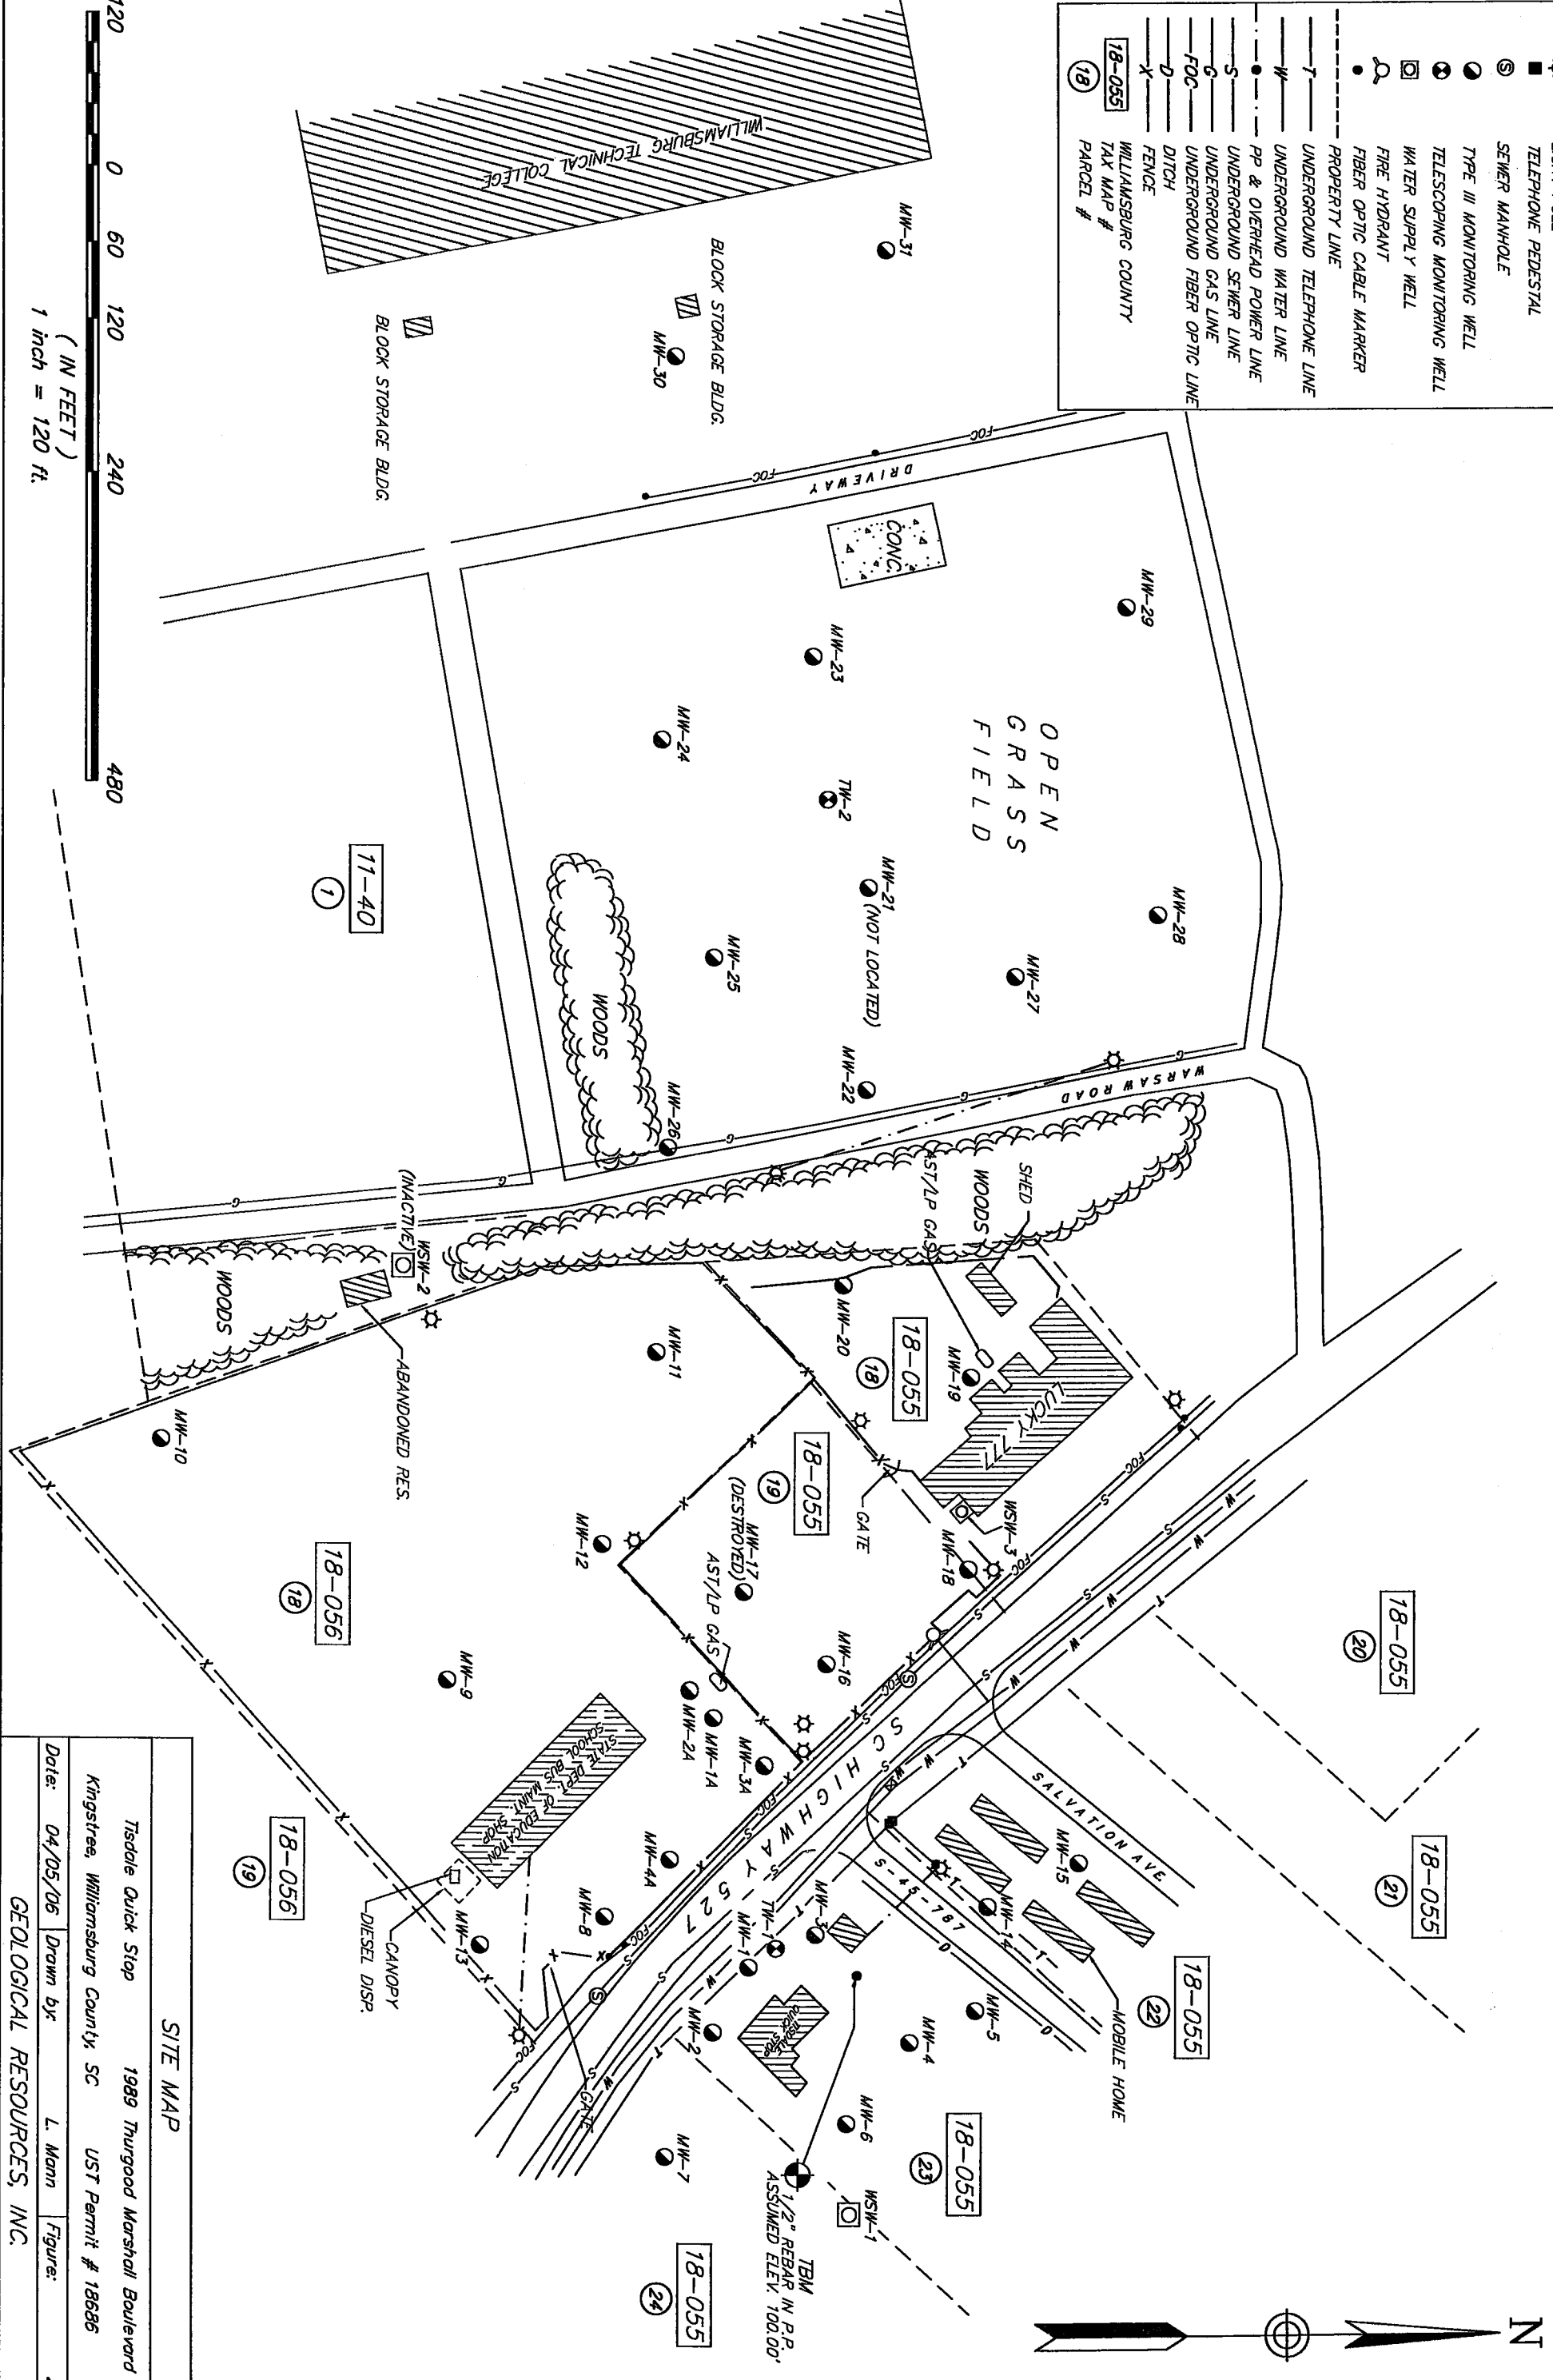 TELEPHONE PEDESTAL
SEWER MANHOLE
TYPE III MONITORING WELL
TELESCOPING MONITORING WELL
WATER SUPPLY WELL
FIRE HYDRANT
FIBER OPTIC CABLE MARKER
PROPERTY LINE
T UNDERGROUND TELEPHONE LINE
W UNDERGROUND WATER LINE
PP & OVERHEAD POWER LINE
S UNDERGROUND SEWER LINE
G UNDERGROUND GAS LINE
FOC UNDERGROUND FIBER OPTIC LINE
D DITCH
X FENCE
18-055 WILLIAMSBURG COUNTY
TAX MAP #
18 PARCEL #
WILLIAMSBURG TECHNICAL COLLEGE
MW-31
BLOCK STORAGE BLDG.
MW-30
BLOCK STORAGE BLDG.
120 0 60 120 240 480
( IN FEET )
1 inch = 120 ft.
FOC
FOC
DRIVEWAY
CONC.
MW-29
MW-23
MW-24
OPEN
GRASS
FIELD
TW-2
MW-21
(NOT LOCATED)
MW-28
MW-27
MW-25
MW-22
MW-26
WOODS
11-40
1
WARSAW ROAD
G
G
G
G
G
SHED
WOODS
AST/LP GAS
WSW-2
(INACTIVE)
WOODS
ABANDONED RES.
MW-20
18-055
18
MW-19
LUCKY 777
WSW-3
MW-18
GATE
MW-11
MW-10
18-055
19
MW-17
(DESTROYED)
AST/LP GAS
MW-12
MW-16
18-056
18
MW-9
MW-2A
MW-1A
MW-3A
STATE DEPT. OF EDUCATION
SCHOOL BUS MAINT. SHOP
MW-4A
MW-8
MW-13
CANOPY
DIESEL DISP.
18-056
19
GATE
SC HIGHWAY 527
18-055
20
18-055
21
SALVATION AVE
MW-15
MW-14
S-45-787
MOBILE HOME
18-055
22
MW-3
TW-1
MW-1
MW-2
TISDALE
QUICK STOP
MW-5
MW-4
MW-6
MW-7
18-055
23
WSW-1
TBM
1/2" REBAR IN P.P.
ASSUMED ELEV. 100.00'
18-055
24
N
SITE MAP
Tisdale Quick Stop 1989 Thurgood Marshall Boulevard
Kingstree, Williamsburg County, SC UST Permit # 18686
Date: 04/05/06 Drawn by: L. Mann Figure:
GEOLOGICAL RESOURCES, INC.